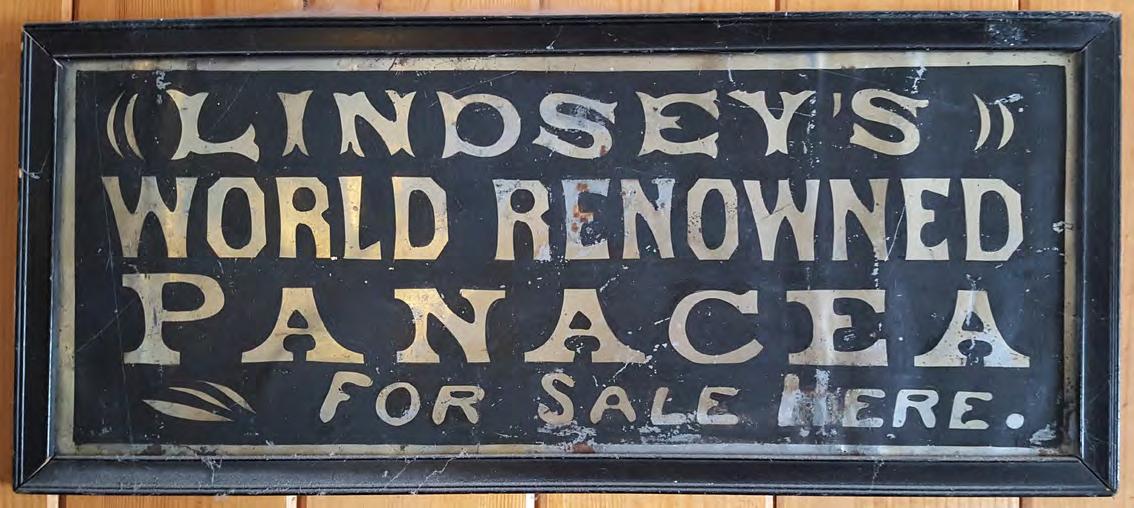 LINDSEY'S
WORLD RENOWNED
PANACEA
FOR SALE HERE.